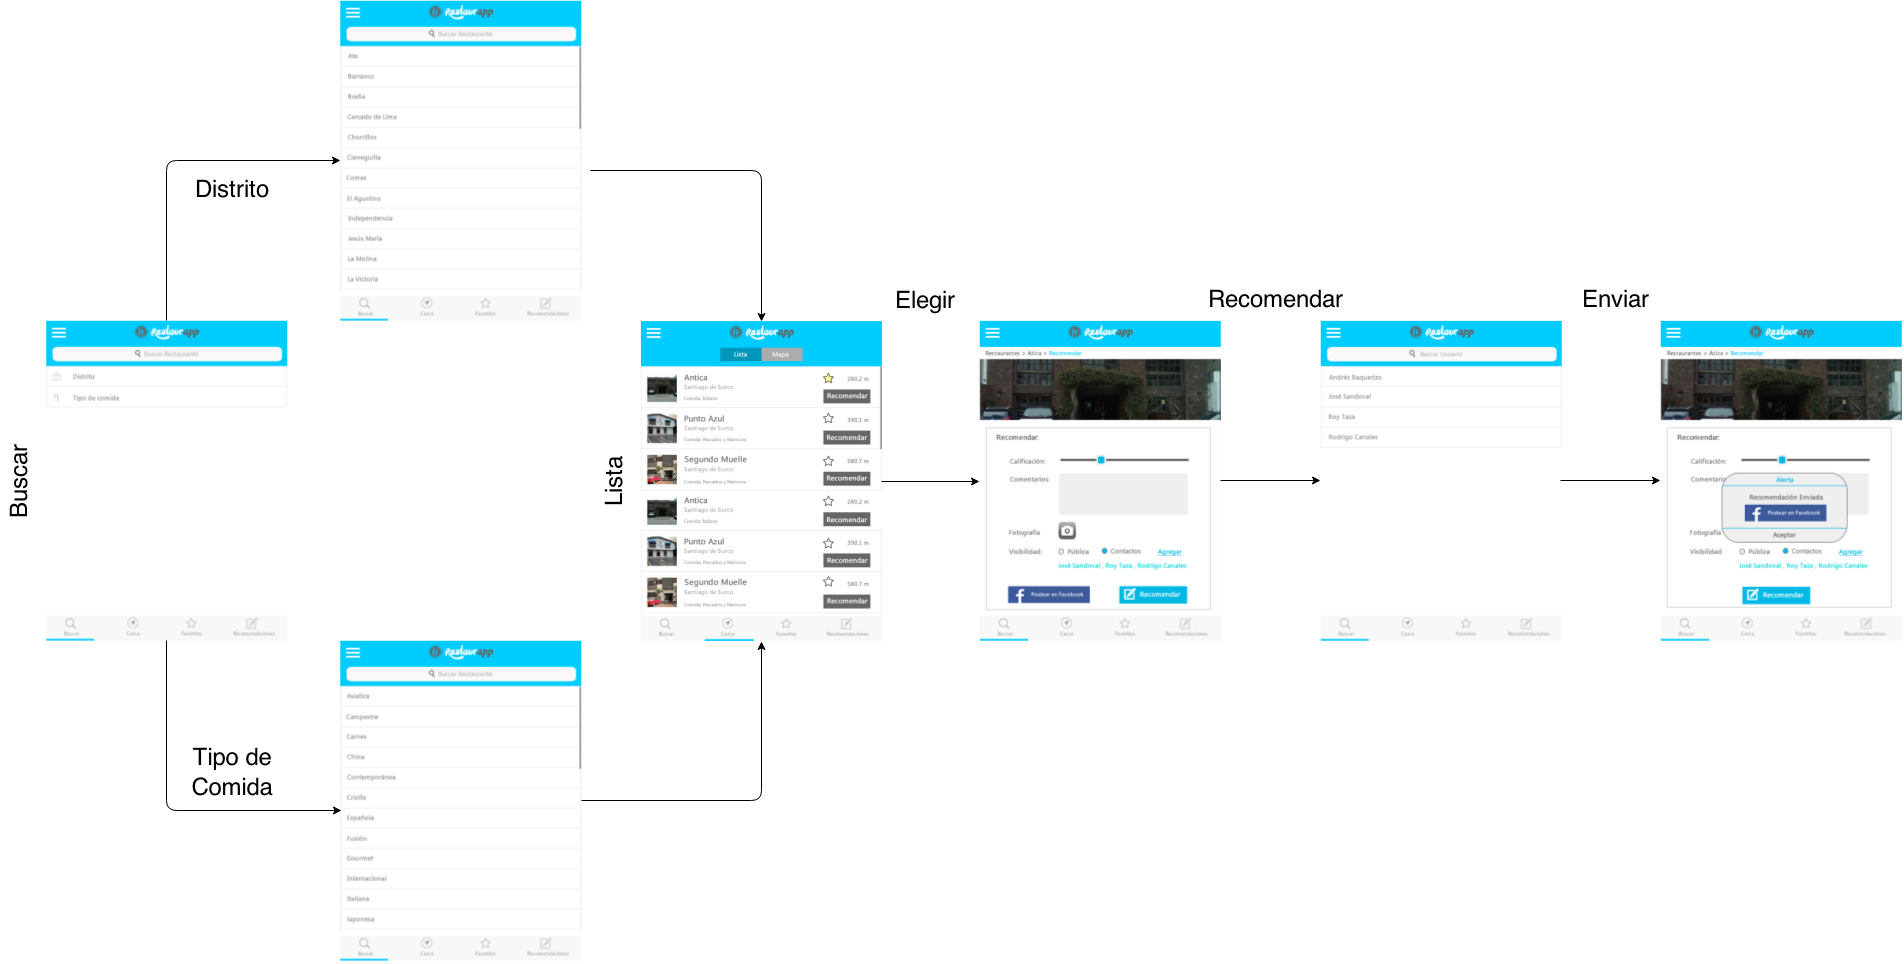 Buscar
Restaurapp
Buscar Restaurante
Distrito
Tipo de comida
Buscar
Cerca
Favoritos
Recomendaciones
Distrito
Restaurapp
Buscar Restaurante
Ate
Barranco
Breña
Cercado de Lima
Chorrillos
Cieneguilla
Comas
El Agustino
Independencia
Jesús María
La Molina
La Victoria
Buscar
Cerca
Favoritos
Recomendaciones
Tipo de
Comida
Restaurapp
Buscar Restaurante
Asiatica
Campestre
Carnes
China
Contemporánea
Criolla
Española
Fusión
Gourmet
Internacional
Italiana
Japonesa
Buscar
Cerca
Favoritos
Recomendaciones
Lista
Restaurapp
Lista Mapa
Antica
280.2 m
Santiago de Surco
Comida: Italiana
Recomendar
Punto Azul
390.1 m
Santiago de Surco
Comida: Pescados y Mariscos
Recomendar
Segundo Muelle
580.7 m
Santiago de Surco
Comida: Pescados y Mariscos
Recomendar
Antica
280.2 m
Santiago de Surco
Comida: Italiana
Recomendar
Punto Azul
390.1 m
Santiago de Surco
Comida: Pescados y Mariscos
Recomendar
Segundo Muelle
580.7 m
Santiago de Surco
Comida: Pescados y Mariscos
Recomendar
Buscar
Cerca
Favoritos
Recomendaciones
Elegir
Restaurapp
Restaurantes > Atica > Recomendar
Recomendar:
Calificación:
Comentarios:
Fotografía
Visibilidad: Pública Contactos Agregar
José Sandoval , Roy Taza , Rodrigo Canales
f Postear en Facebook
Recomendar
Buscar
Cerca
Favoritos
Recomendaciones
Recomendar
Restaurapp
Buscar Usuario
Andrés Baquerizo
José Sandoval
Roy Taza
Rodrigo Canales
Buscar
Cerca
Favoritos
Recomendaciones
Enviar
Restaurapp
Restaurantes > Atica > Recomendar
Recomendar:
Calificación:
Comentario
Alerta
Recomendación Enviada
f Postear en Facebook
Aceptar
Fotografía
Visibilidad: Pública Contactos Agregar
José Sandoval , Roy Taza , Rodrigo Canales
Recomendar
Buscar
Cerca
Favoritos
Recomendaciones